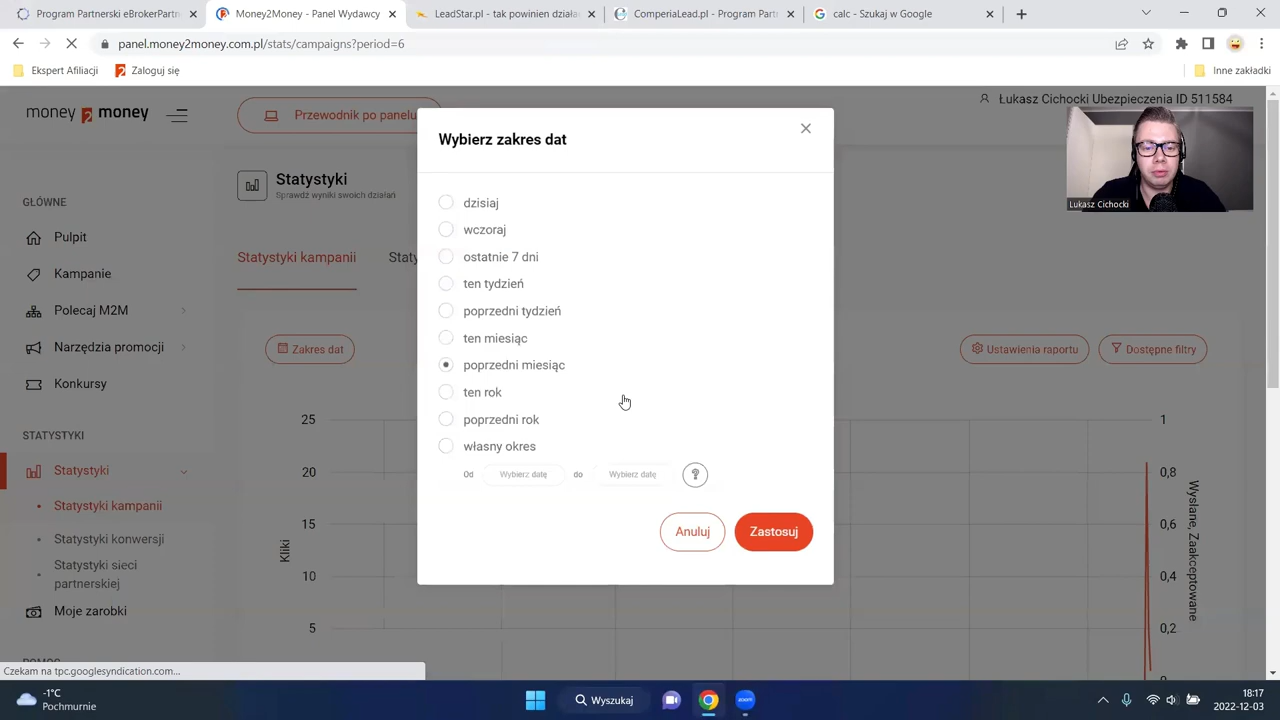 Program Partnerski eBrokerPartn
Money2Money - Panel Wydawcy
LeadStar.pl - tak powinien działa
ComperiaLead.pl - Program Partn
calc - Szukaj w Google
panel.money2money.com.pl/stats/campaigns?period=6
Ekspert Afiliacji
Zaloguj się
Inne zakładki
money 2 money
Przewodnik po panelu
Łukasz Cichocki Ubezpieczenia ID 511584
Łukasz Cichocki
Statystyki
Sprawdź wyniki swoich działań
GŁÓWNE
Pulpit
Kampanie
Polecaj M2M
Narzędzia promocji
Konkursy
STATYSTYKI
Statystyki
Statystyki kampanii
Statystyki konwersji
Statystyki sieci
partnerskiej
Moje zarobki
POMOC
Statystyki kampanii
Staty
Zakres dat
Ustawienia raportu
Dostępne filtry
Wybierz zakres dat
dzisiaj
wczoraj
ostatnie 7 dni
ten tydzień
poprzedni tydzień
ten miesiąc
poprzedni miesiąc
ten rok
poprzedni rok
własny okres
Od Wybierz datę do Wybierz datę ?
Anuluj
Zastosuj
25
20
15
10
5
Kliki
1
0,8
0,6
0,4
0,2
0
Wysłane, Zaakceptowane
Czekam na tpc.googlesyndication.com...
-1°C
Pochmurnie
Wyszukaj
zoom
18:17
2022-12-03